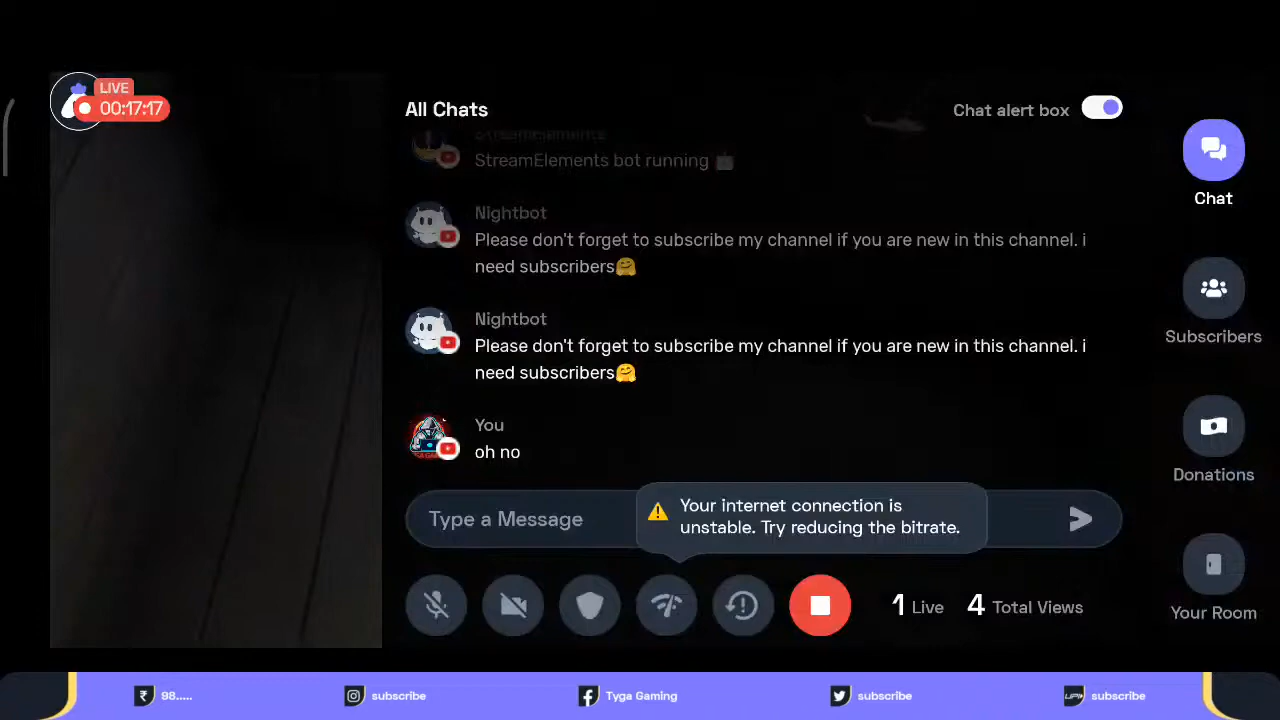 LIVE
00:17:17
All Chats
Chat alert box
StreamElements
StreamElements bot running 🤖
Nightbot
Please don't forget to subscribe my channel if you are new in this channel. i
need subscribers🤗
Nightbot
Please don't forget to subscribe my channel if you are new in this channel. i
need subscribers🤗
You
oh no
Type a Message
Your internet connection is
unstable. Try reducing the bitrate.
1 Live 4 Total Views
Chat
Subscribers
Donations
Your Room
₹ 98.....
subscribe
Tyga Gaming
subscribe
UPI
subscribe